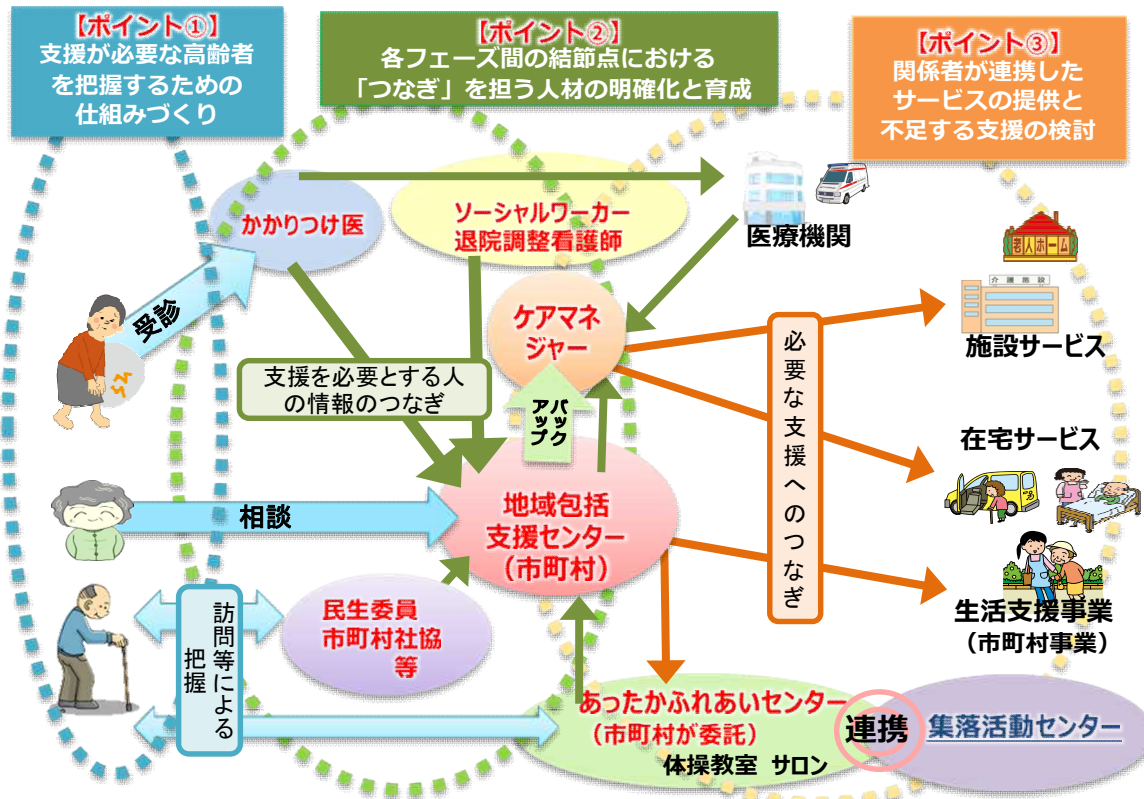 【ポイント①】
支援が必要な高齢者
を把握するための
仕組みづくり
【ポイント②】
各フェーズ間の結節点における
「つなぎ」を担う人材の明確化と育成
【ポイント③】
関係者が連携した
サービスの提供と
不足する支援の検討
かかりつけ医
ソーシャルワーカー
退院調整看護師
医療機関
老人ホーム
介護施設
施設サービス
受診
ケアマネ
ジャー
支援を必要とする人
の情報のつなぎ
バック
アップ
必要な支援へのつなぎ
在宅サービス
相談
地域包括
支援センター
（市町村）
生活支援事業
（市町村事業）
訪問等による
把握
民生委員
市町村社協
等
あったかふれあいセンター
（市町村が委託）
体操教室 サロン
連携
集落活動センター